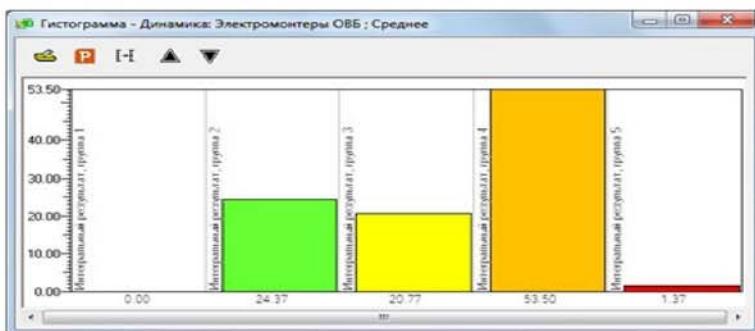 Гистограмма - Динамика: Электромонтеры ОВБ ; Среднее
P [-[
53.50
40.00
30.00
20.00
10.00
0.00
Интегральный результат, группа 1
Интегральный результат, группа 2
Интегральный результат, группа 3
Интегральный результат, группа 4
Интегральный результат, группа 5
0.00 24.37 20.77 53.50 1.37